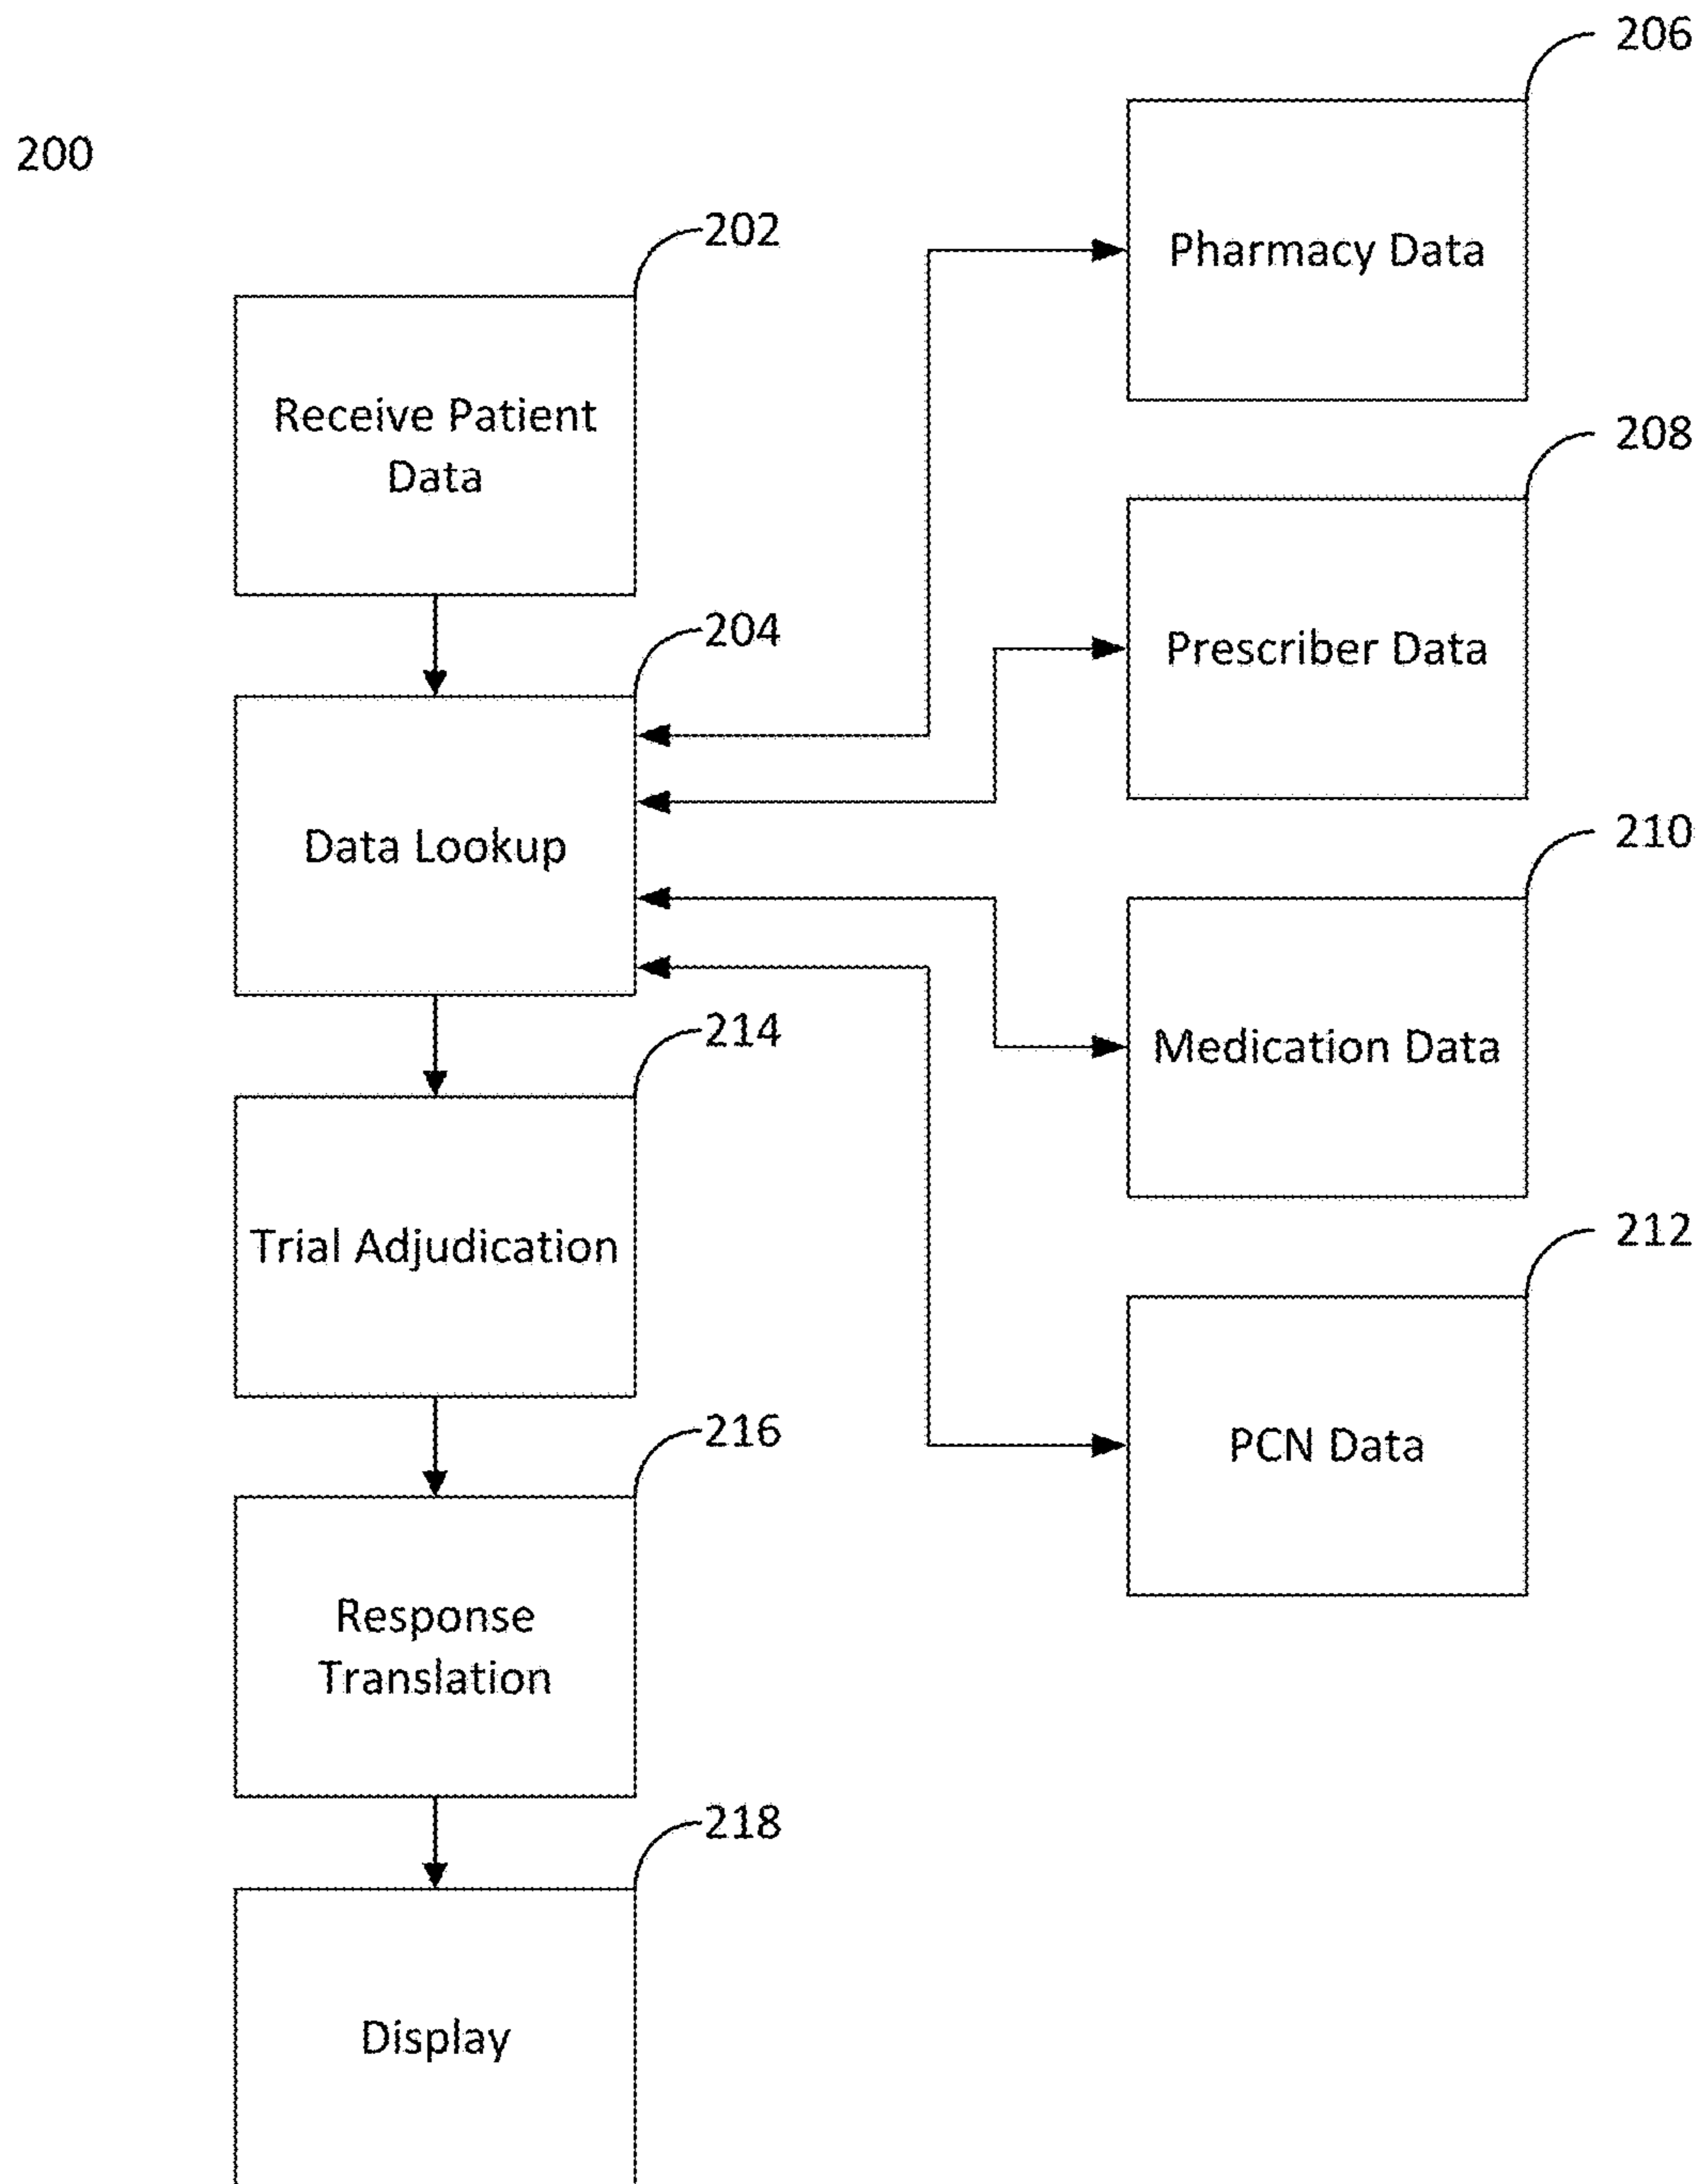 200
202
Receive Patient
Data
204
Data Lookup
214
Trial Adjudication
216
Response
Translation
218
Display
206
Pharmacy Data
208
Prescriber Data
210
Medication Data
212
PCN Data